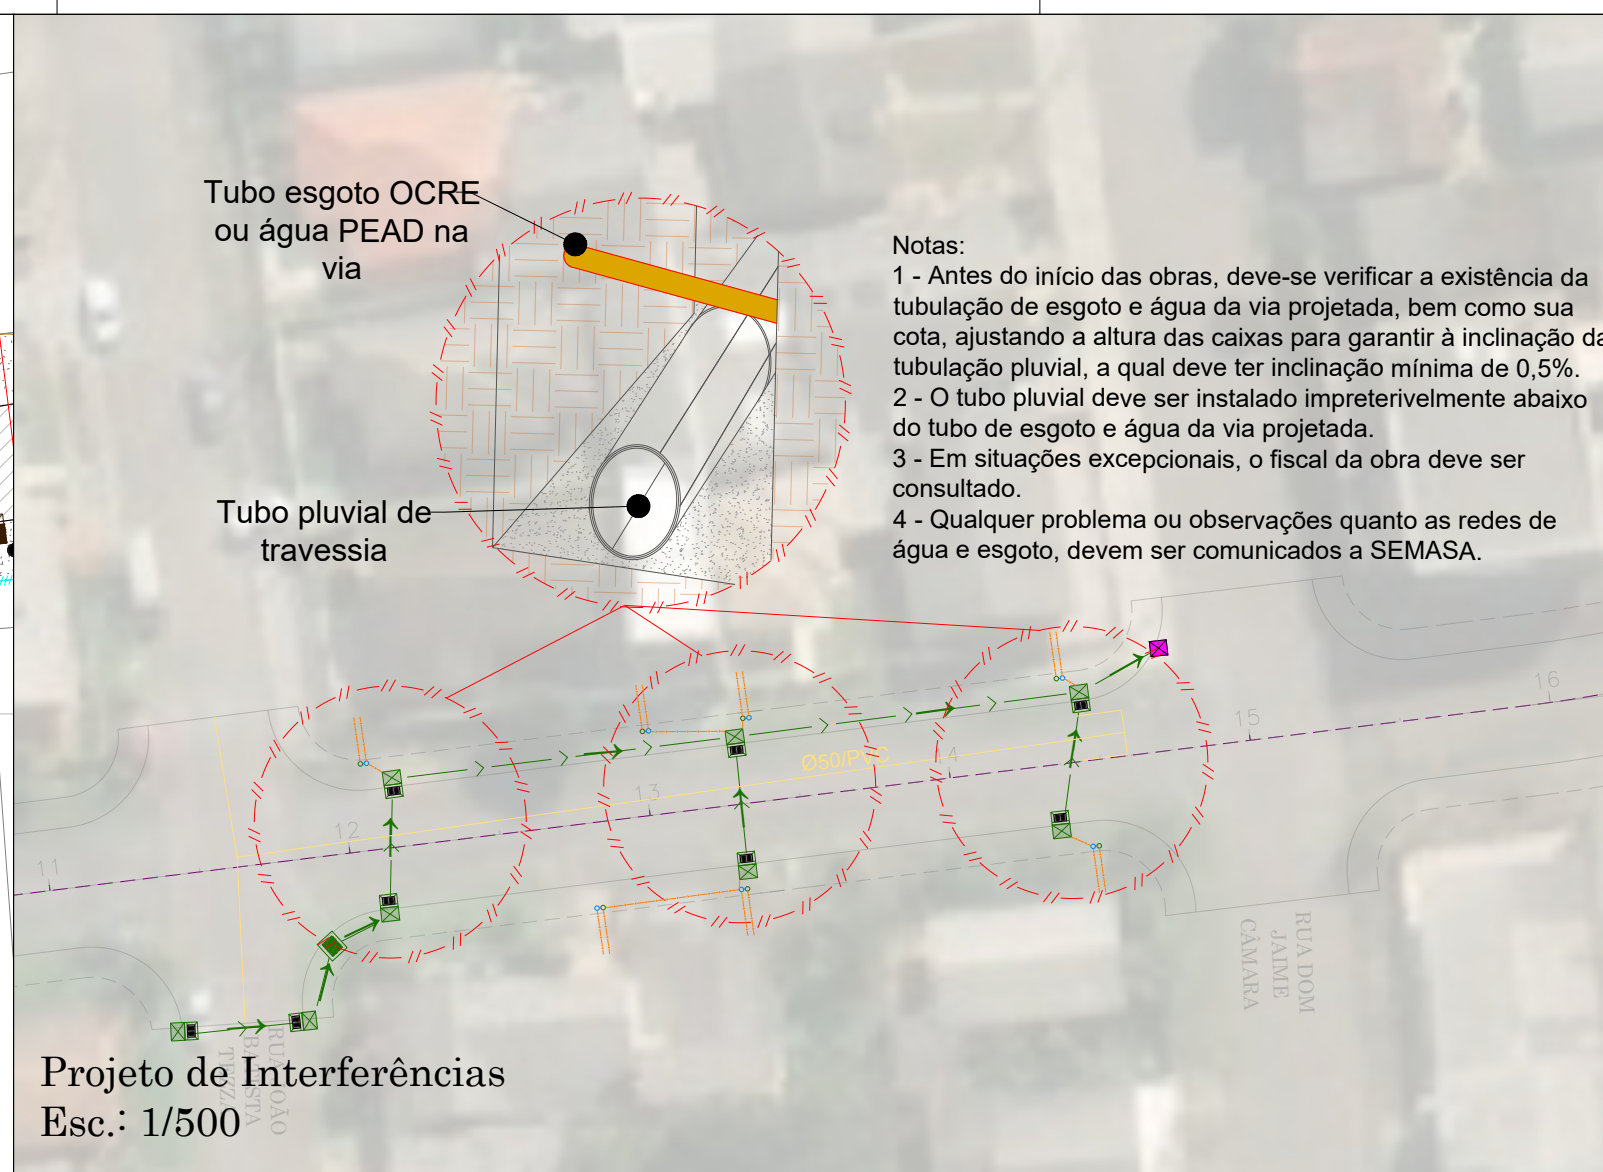 Tubo esgoto OCRE
ou água PEAD na
via
Notas:
1 - Antes do início das obras, deve-se verificar a existência da
tubulação de esgoto e água da via projetada, bem como sua
cota, ajustando a altura das caixas para garantir à inclinação da
tubulação pluvial, a qual deve ter inclinação mínima de 0,5%.
2 - O tubo pluvial deve ser instalado impreterivelmente abaixo
do tubo de esgoto e água da via projetada.
3 - Em situações excepcionais, o fiscal da obra deve ser
consultado.
4 - Qualquer problema ou observações quanto as redes de
água e esgoto, devem ser comunicados a SEMASA.
Tubo pluvial de
travessia
11
12
13
Ø50/PVC
14
15
16
RUA DOM
JAIME
CÂMARA
RUA JOÃO
BATISTA
Projeto de Interferências
Esc.: 1/500